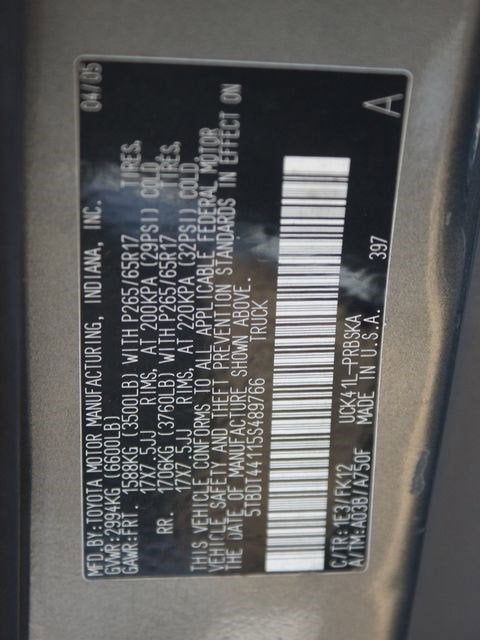 MFD.BY:TOYOTA MOTOR MANUFACTURING, INDIANA, INC. 04/05
GVWR:2994KG(6600LB)
GAWR:FRT. 1588KG (3500LB) WITH P265/65R17 TIRES,
17X7.5JJ RIMS, AT 200KPA (29PSI) COLD.
RR 1706KG (3760LB) WITH P265/65R17 TIRES,
17X7.5JJ RIMS, AT 220KPA (32PSI) COLD.
THIS VEHICLE CONFORMS TO ALL APPLICABLE FEDERAL MOTOR
VEHICLE SAFETY AND THEFT PREVENTION STANDARDS IN EFFECT ON
THE DATE OF MANUFACTURE SHOWN ABOVE.
5TBDT44115S489766 TRUCK
C/TR:1E3/FK12 UCK41L-PRBSKA
A/TM:A03B/A750F MADE IN U.S.A. 397
A